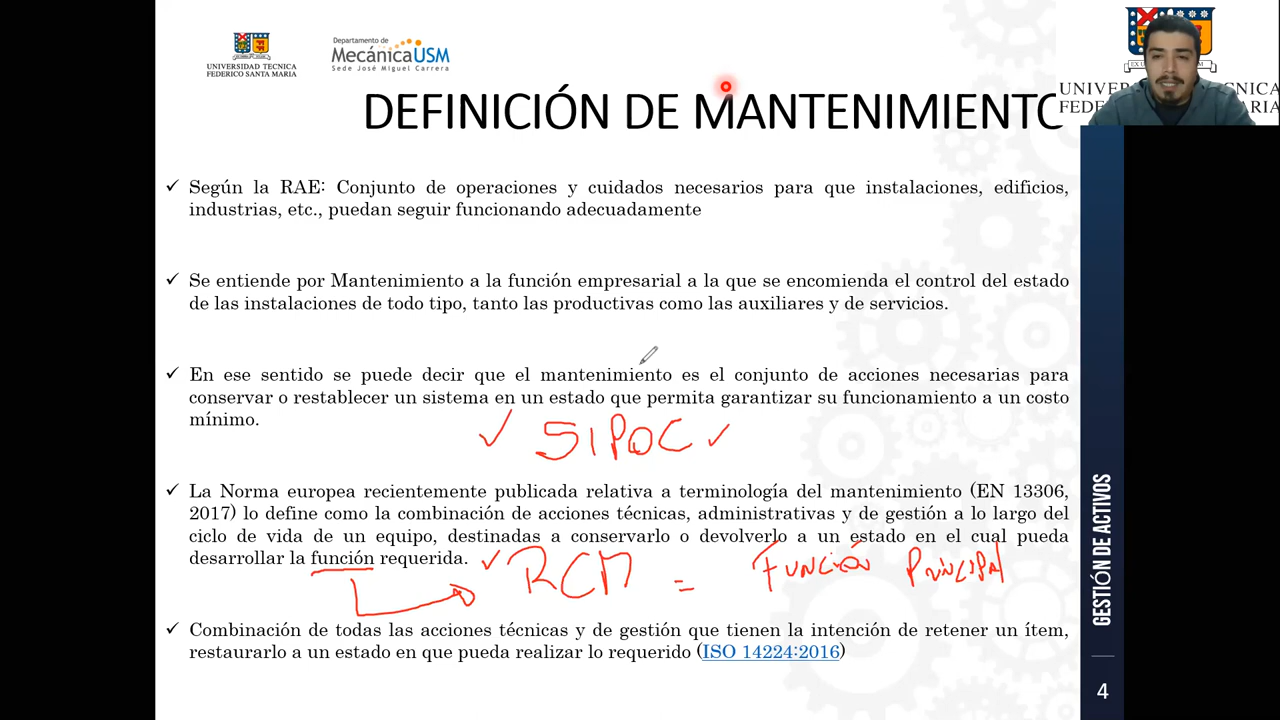 UNIVERSIDAD TECNICA
FEDERICO SANTA MARIA
Departamento de
MecánicaUSM
Sede José Miguel Carrera
DEFINICIÓN DE MANTENIMIENTO
✓ Según la RAE: Conjunto de operaciones y cuidados necesarios para que instalaciones, edificios,
industrias, etc., puedan seguir funcionando adecuadamente
✓ Se entiende por Mantenimiento a la función empresarial a la que se encomienda el control del estado
de las instalaciones de todo tipo, tanto las productivas como las auxiliares y de servicios.
✓ En ese sentido se puede decir que el mantenimiento es el conjunto de acciones necesarias para
conservar o restablecer un sistema en un estado que permita garantizar su funcionamiento a un costo
mínimo.
✓ SIPOC ✓
✓ La Norma europea recientemente publicada relativa a terminología del mantenimiento (EN 13306,
2017) lo define como la combinación de acciones técnicas, administrativas y de gestión a lo largo del
ciclo de vida de un equipo, destinadas a conservarlo o devolverlo a un estado en el cual pueda
desarrollar la función requerida.
✓ RCM = FUNCIÓN PRINCIPAL
✓ Combinación de todas las acciones técnicas y de gestión que tienen la intención de retener un ítem,
restaurarlo a un estado en que pueda realizar lo requerido (ISO 14224:2016)
GESTIÓN DE ACTIVOS
4